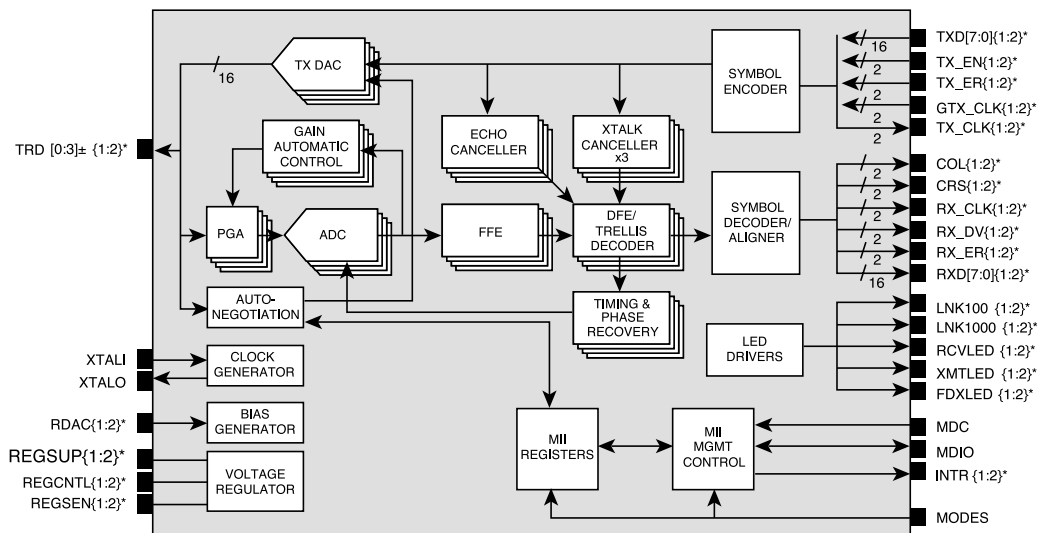 TRD [0:3]± {1:2}*
XTALI
XTALO
RDAC{1:2}*
REGSUP{1:2}*
REGCNTL{1:2}*
REGSEN{1:2}*
16
TX DAC
GAIN
AUTOMATIC
CONTROL
PGA
ADC
AUTO-
NEGOTIATION
CLOCK
GENERATOR
BIAS
GENERATOR
VOLTAGE
REGULATOR
ECHO
CANCELLER
XTALK
CANCELLER
x3
FFE
DFE/
TRELLIS
DECODER
TIMING &
PHASE
RECOVERY
SYMBOL
ENCODER
SYMBOL
DECODER/
ALIGNER
LED
DRIVERS
MII
REGISTERS
MII
MGMT
CONTROL
16
TXD[7:0]{1:2}*
2
TX_EN{1:2}*
2
TX_ER{1:2}*
2
GTX_CLK{1:2}*
2
TX_CLK{1:2}*
2
COL{1:2}*
2
CRS{1:2}*
2
RX_CLK{1:2}*
2
RX_DV{1:2}*
2
RX_ER{1:2}*
16
RXD[7:0]{1:2}*
LNK100 {1:2}*
LNK1000 {1:2}*
RCVLED {1:2}*
XMTLED {1:2}*
FDXLED {1:2}*
MDC
MDIO
INTR {1:2}*
MODES